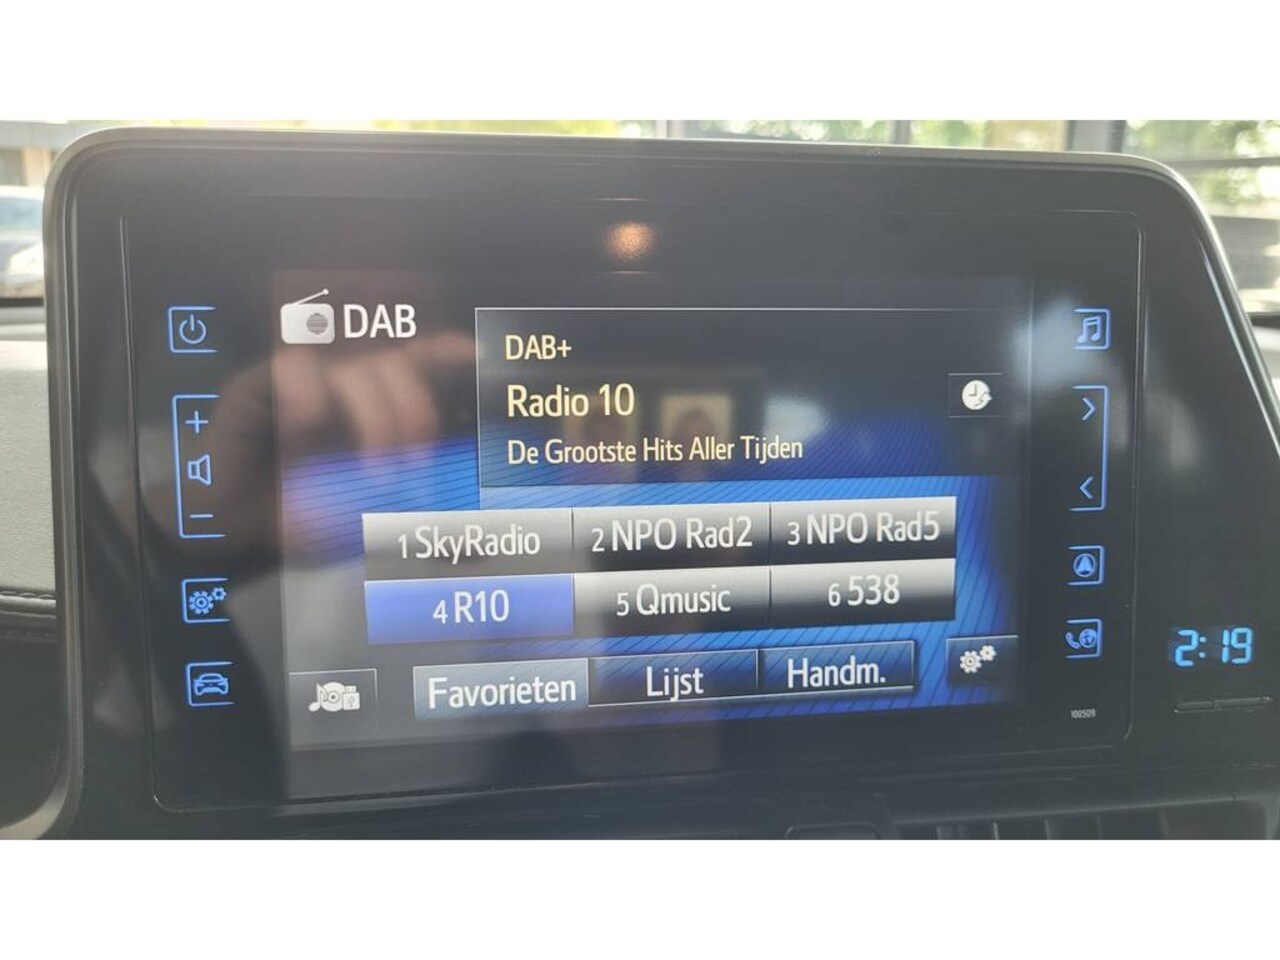 DAB
DAB+
Radio 10
De Grootste Hits Aller Tijden
1 SkyRadio 2 NPO Rad2 3 NPO Rad5
4 R10 5 Qmusic 6 538
Favorieten Lijst Handm.
100509
2:19